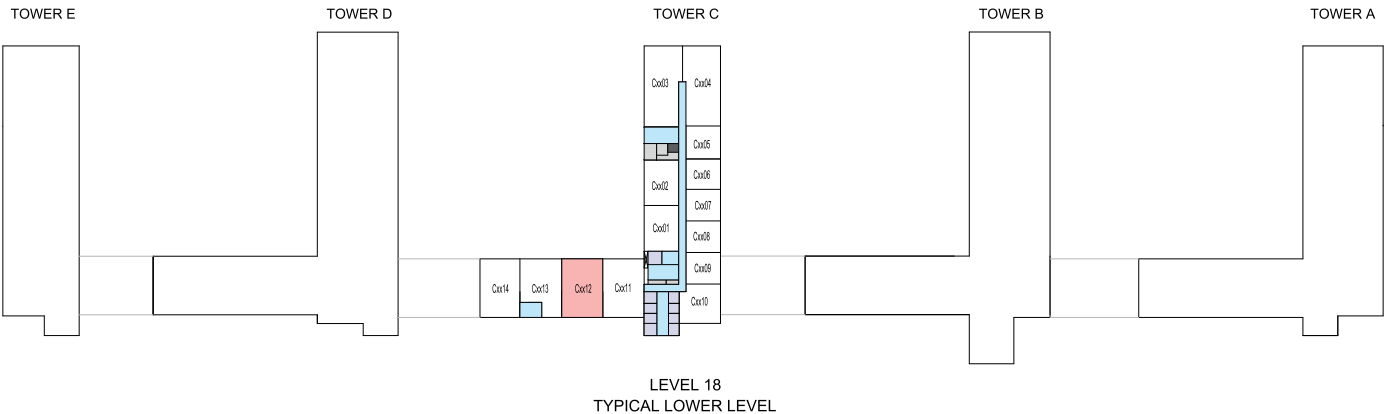 TOWER E
TOWER D
TOWER C
TOWER B
TOWER A
Cxx03
Cxx04
Cxx05
Cxx02
Cxx06
Cxx07
Cxx01
Cxx08
Cxx09
Cxx14
Cxx13
Cxx12
Cxx11
Cxx10
LEVEL 18
TYPICAL LOWER LEVEL